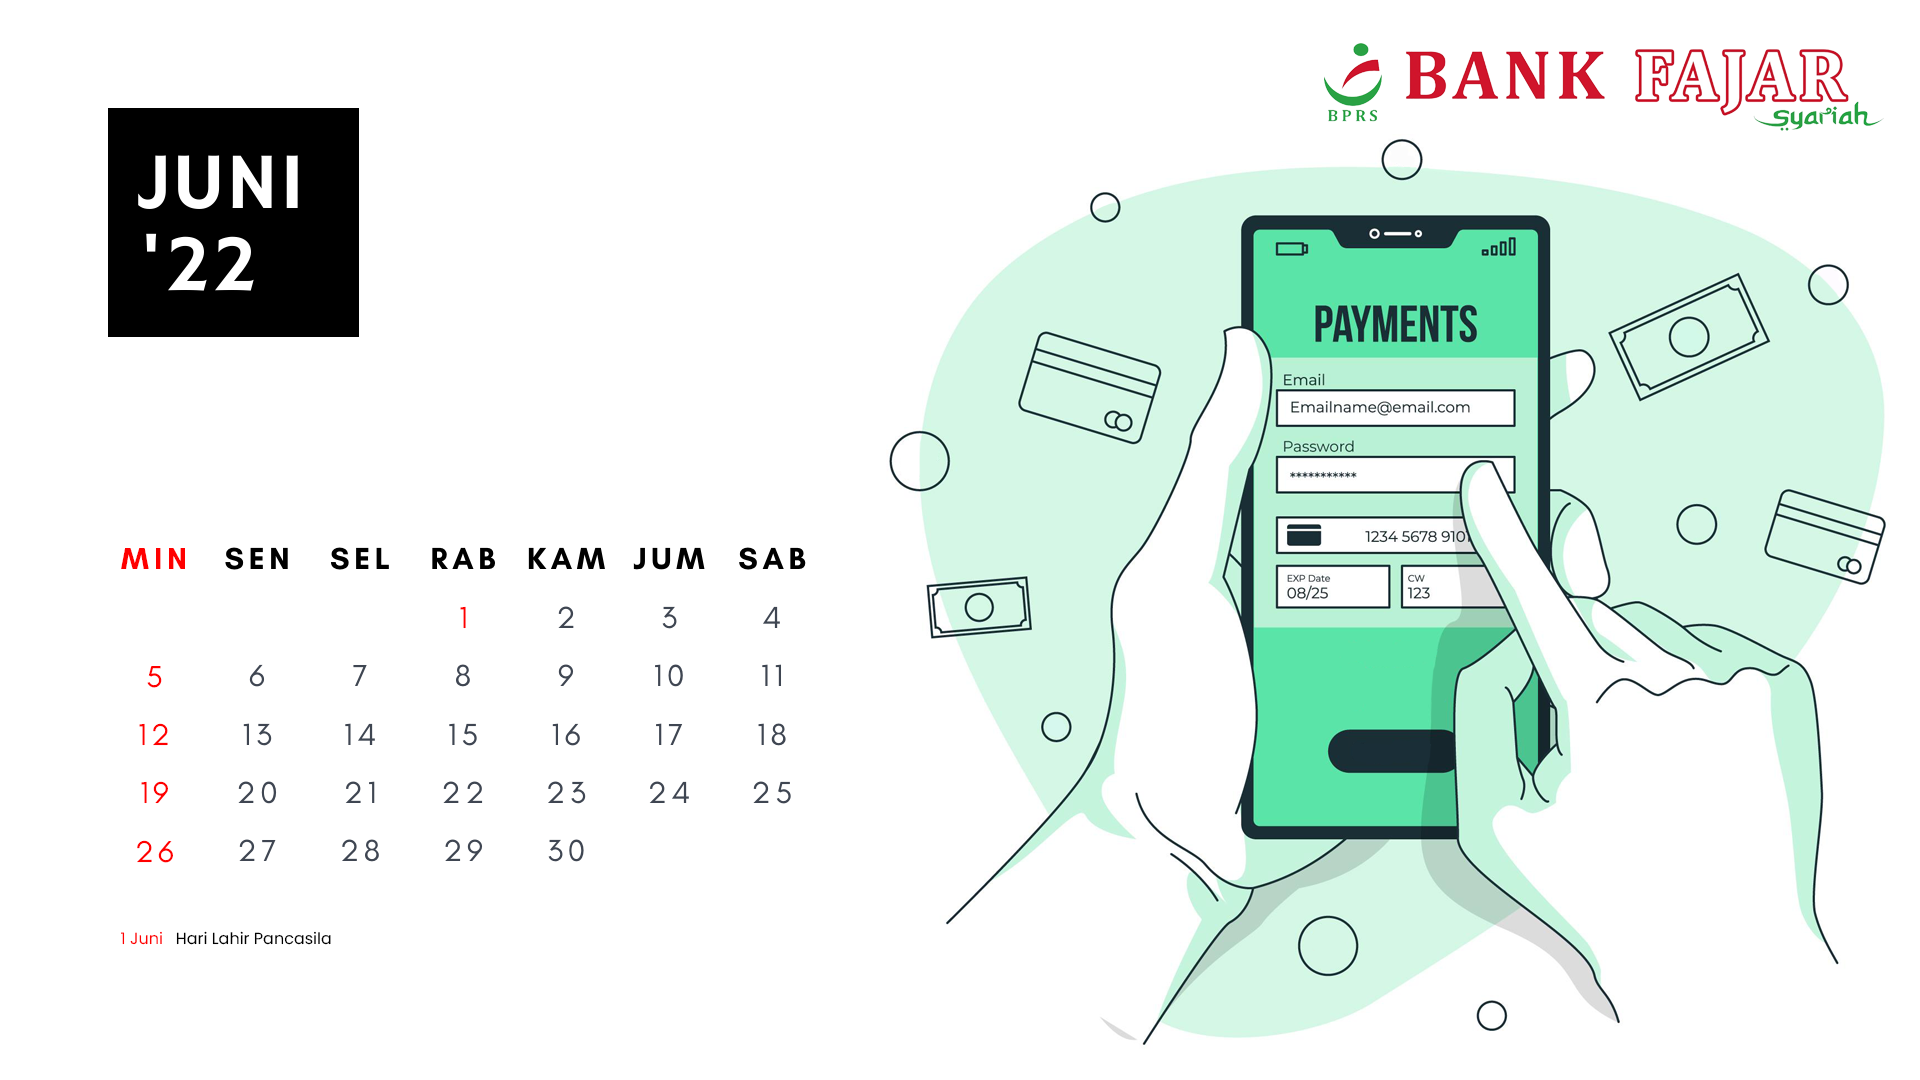 BANK FAJAR
BPRS
syariah
JUNI
'22
PAYMENTS
Email
Emailname@email.com
Password
***********
1234 5678 910
EXP Date
08/25
CW
123
MIN SEN SEL RAB KAM JUM SAB
1 2 3 4
5 6 7 8 9 10 11
12 13 14 15 16 17 18
19 20 21 22 23 24 25
26 27 28 29 30
1 Juni Hari Lahir Pancasila